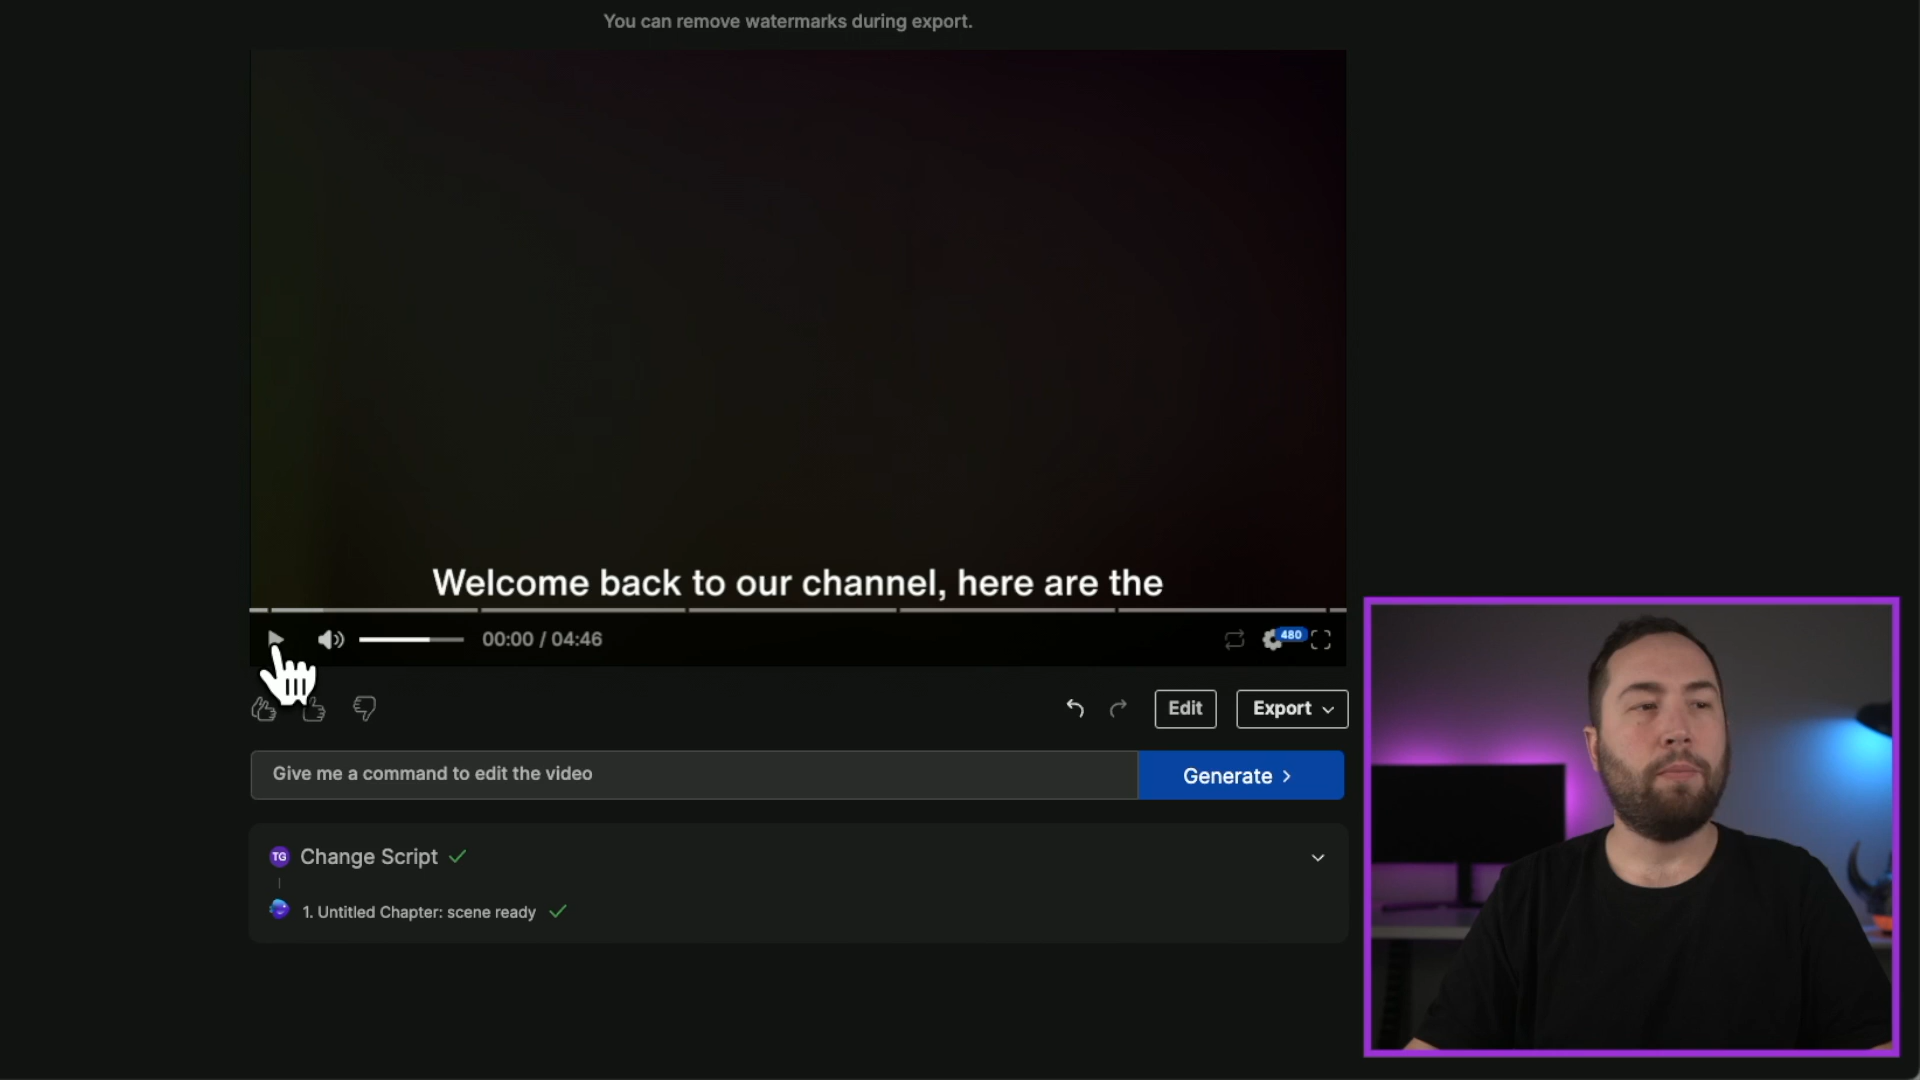 You can remove watermarks during export.
Welcome back to our channel, here are the
00:00 / 04:46
480
Edit
Export
Give me a command to edit the video
Generate
TG
Change Script
1. Untitled Chapter: scene ready